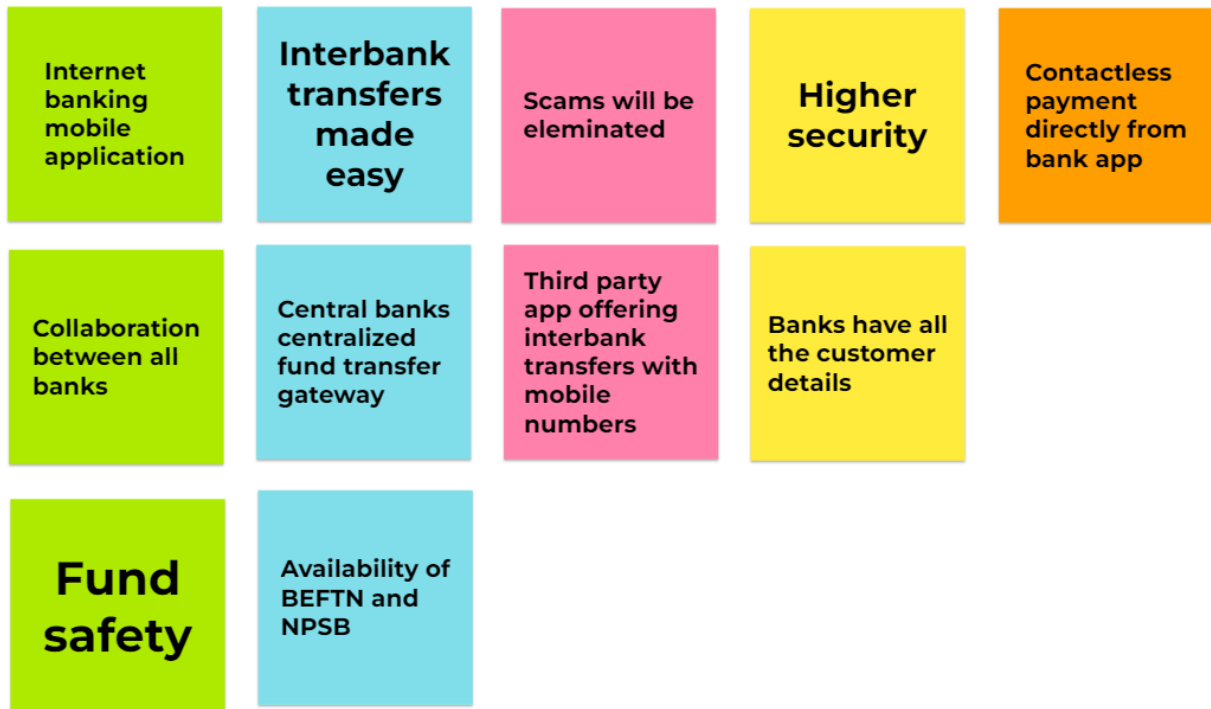 Internet
banking
mobile
application
Interbank
transfers
made
easy
Scams will be
eleminated
Higher
security
Contactless
payment
directly from
bank app
Collaboration
between all
banks
Central banks
centralized
fund transfer
gateway
Third party
app offering
interbank
transfers with
mobile
numbers
Banks have all
the customer
details
Fund
safety
Availability of
BEFTN and
NPSB